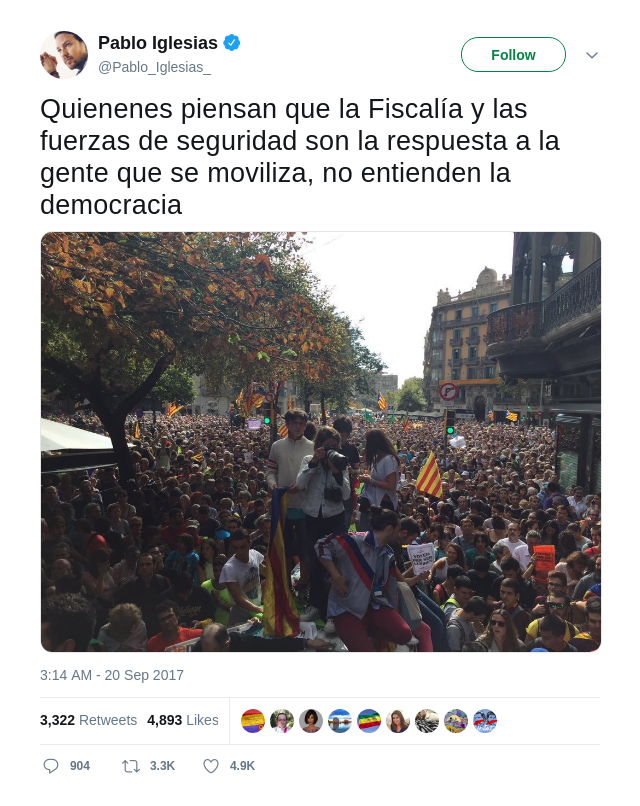 Pablo Iglesias
@Pablo_Iglesias_
Follow
Quienenes piensan que la Fiscalía y las
fuerzas de seguridad son la respuesta a la
gente que se moviliza, no entienden la
democracia
3:14 AM - 20 Sep 2017
3,322 Retweets 4,893 Likes
904 3.3K 4.9K